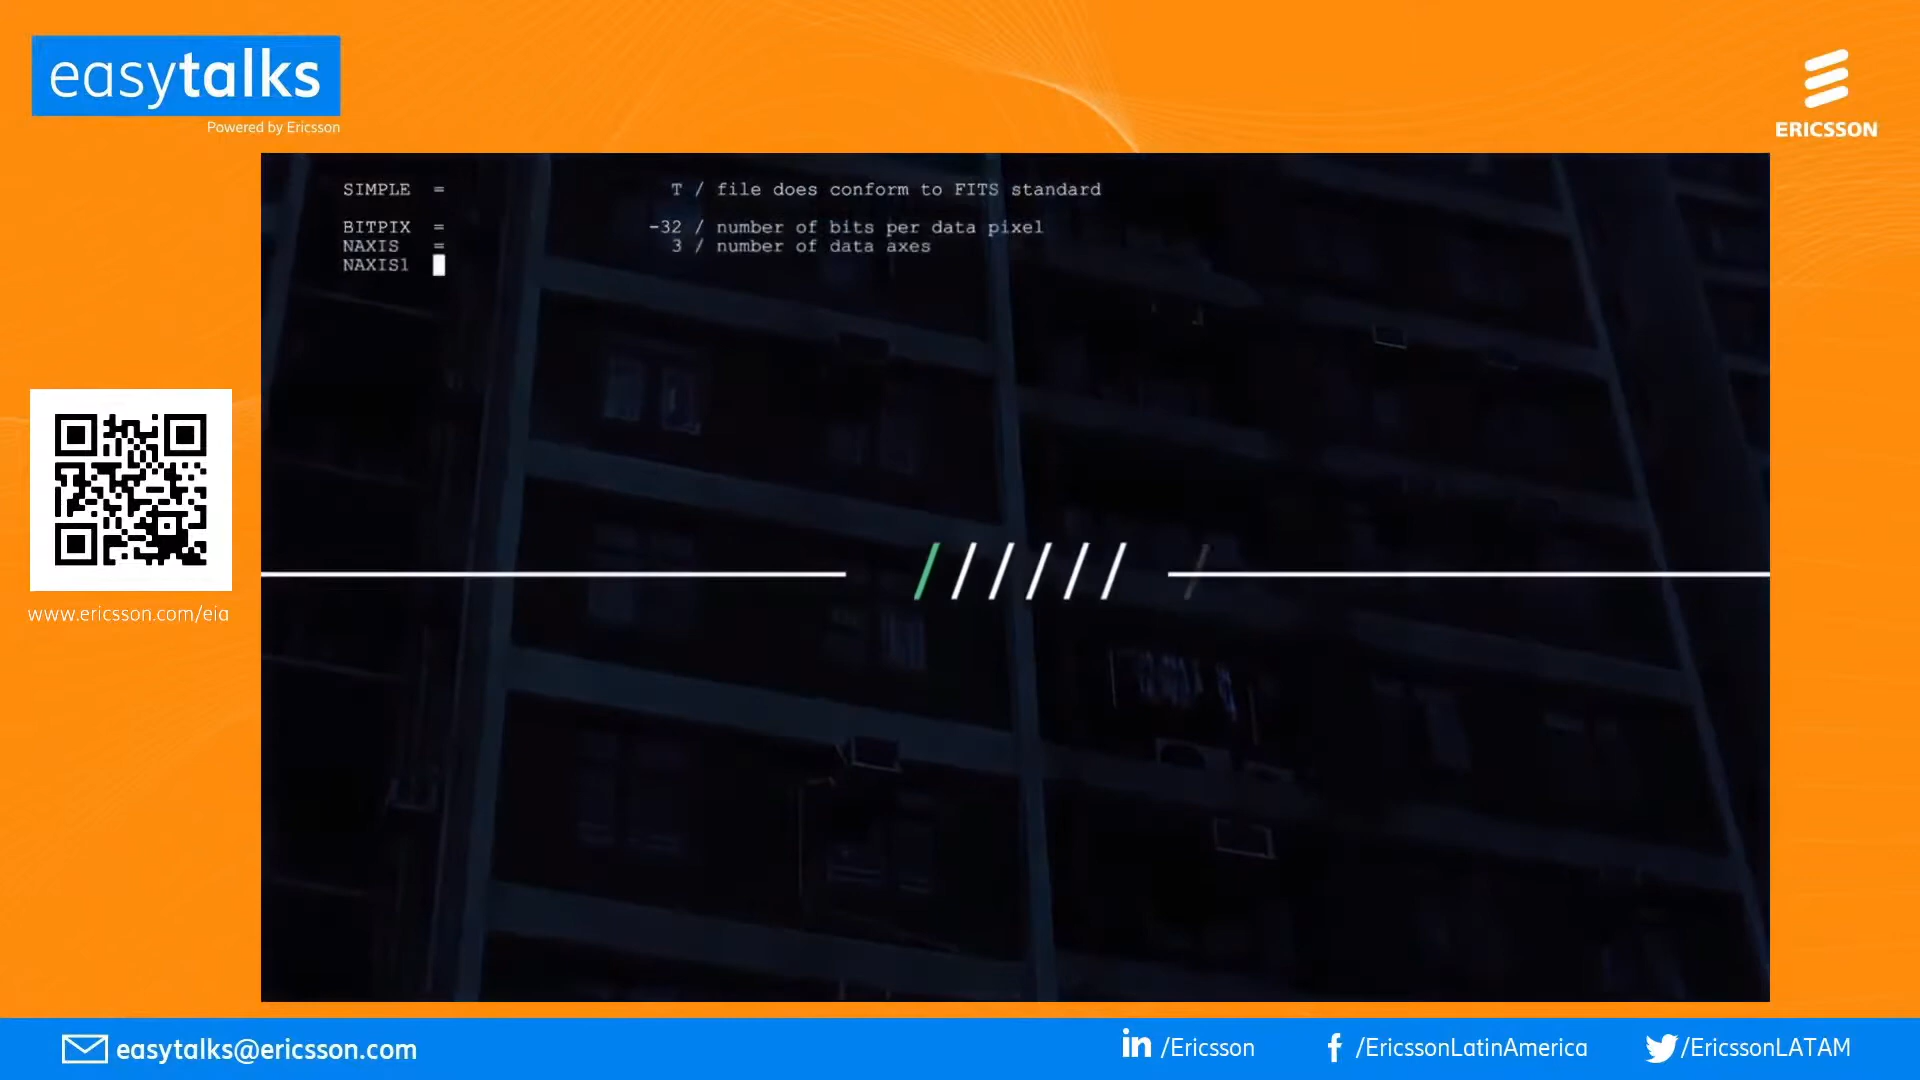 easytalks
Powered by Ericsson
ERICSSON
SIMPLE = T / file does conform to FITS standard
BITPIX = -32 / number of bits per data pixel
NAXIS = 3 / number of data axes
NAXIS1
//////
www.ericsson.com/eia
easytalks@ericsson.com
in /Ericsson
f /EricssonLatinAmerica
/EricssonLATAM